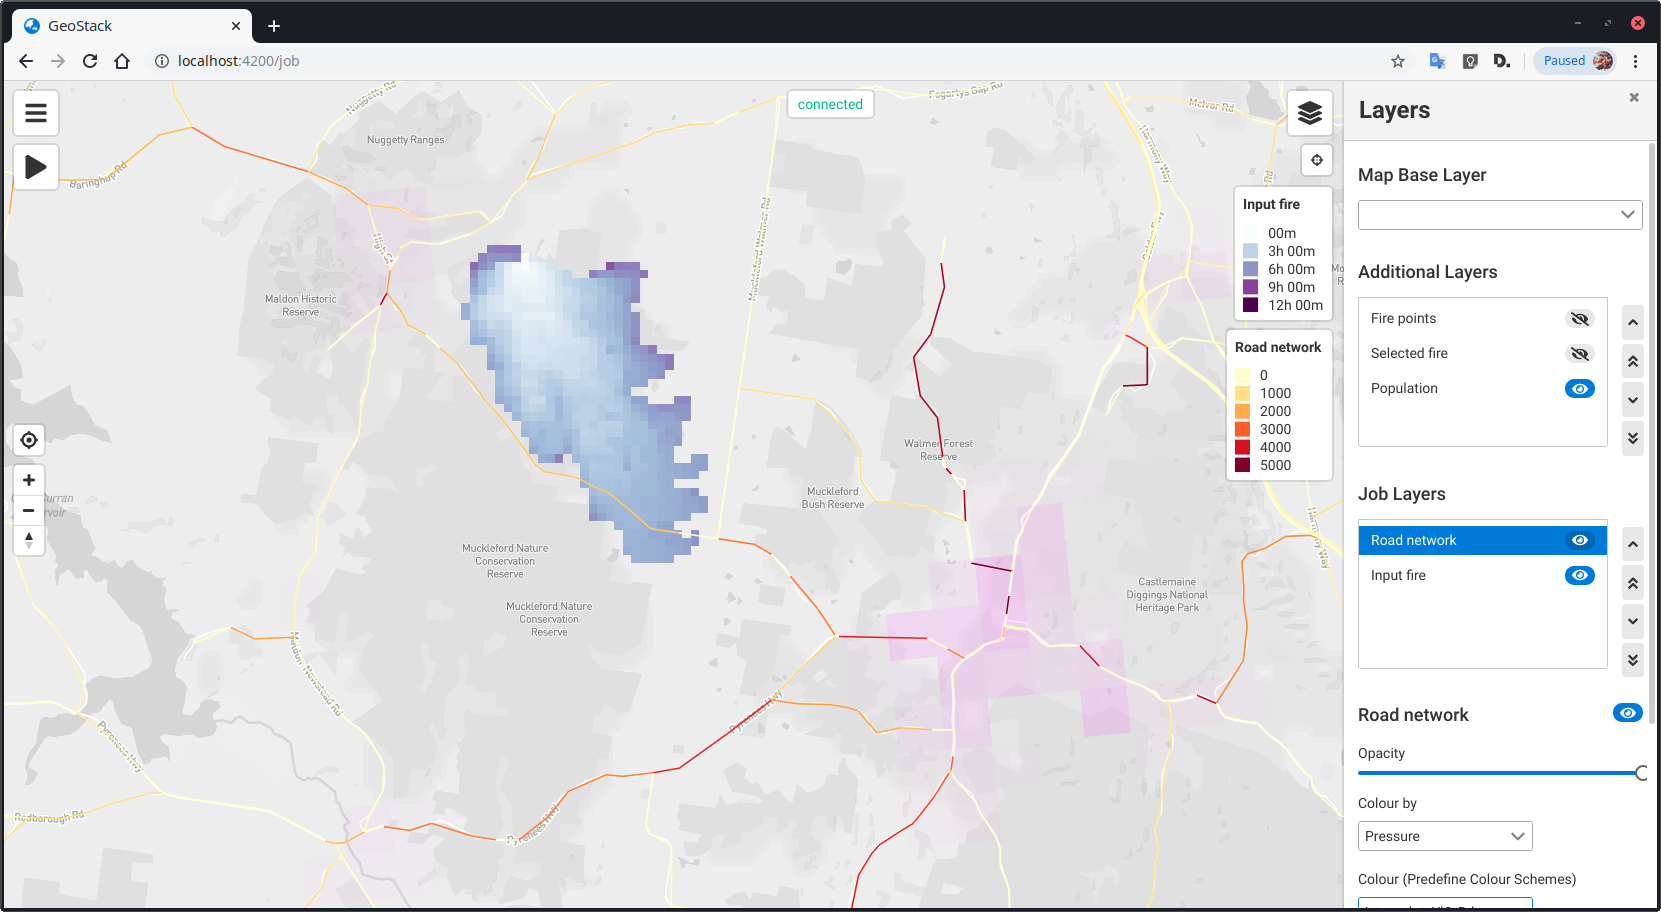 GeoStack
localhost:4200/job
Paused
connected
Nuggetty Rd
Fogartys Gap Rd
McIvor Rd
Nuggetty Ranges
Harmony Way
Baringhup Rd
Rd
Muckleford Walmer Rd
High St
Maldon Historic
Reserve
Walmer Forest
Reserve
Muckleford
Bush Reserve
Curran
Harmony Way
Muckleford Nature
Conservation
Reserve
Muckleford Nature
Conservation
Reserve
Castlemaine
Diggings National
Heritage Park
Maldon - Newstead Rd
Pyrenees Hwy
Pyrenees Hwy
Rodborough Rd
Pyrenees Hwy
Input fire
00m
3h 00m
6h 00m
9h 00m
12h 00m
Road network
0
1000
2000
3000
4000
5000
Layers
Map Base Layer
Additional Layers
Fire points
Selected fire
Population
Job Layers
Road network
Input fire
Road network
Opacity
Colour by
Pressure
Colour (Predefine Colour Schemes)